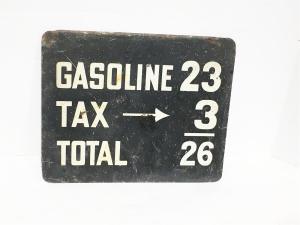 GASOLINE 23
TAX → 3
TOTAL 26